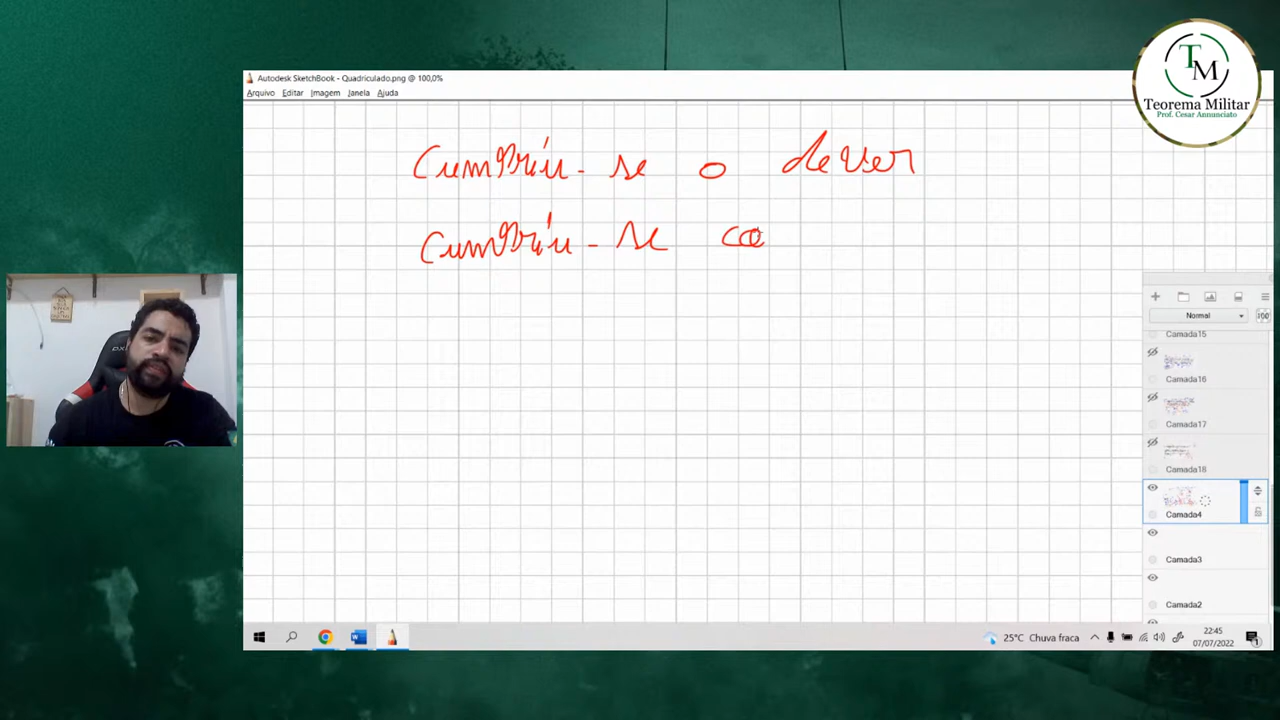 Autodesk SketchBook - Quadriculado.png @ 100,0%
Arquivo Editar Imagem Janela Ajuda
TM
Teorema Militar
Prof. Cesar Annunciato
Cumpriu-se o dever
Cumpriu-se co
Normal 100
Camada15
Camada16
Camada17
Camada18
Camada4
Camada3
Camada2
25°C Chuva fraca
22:45
07/07/2022